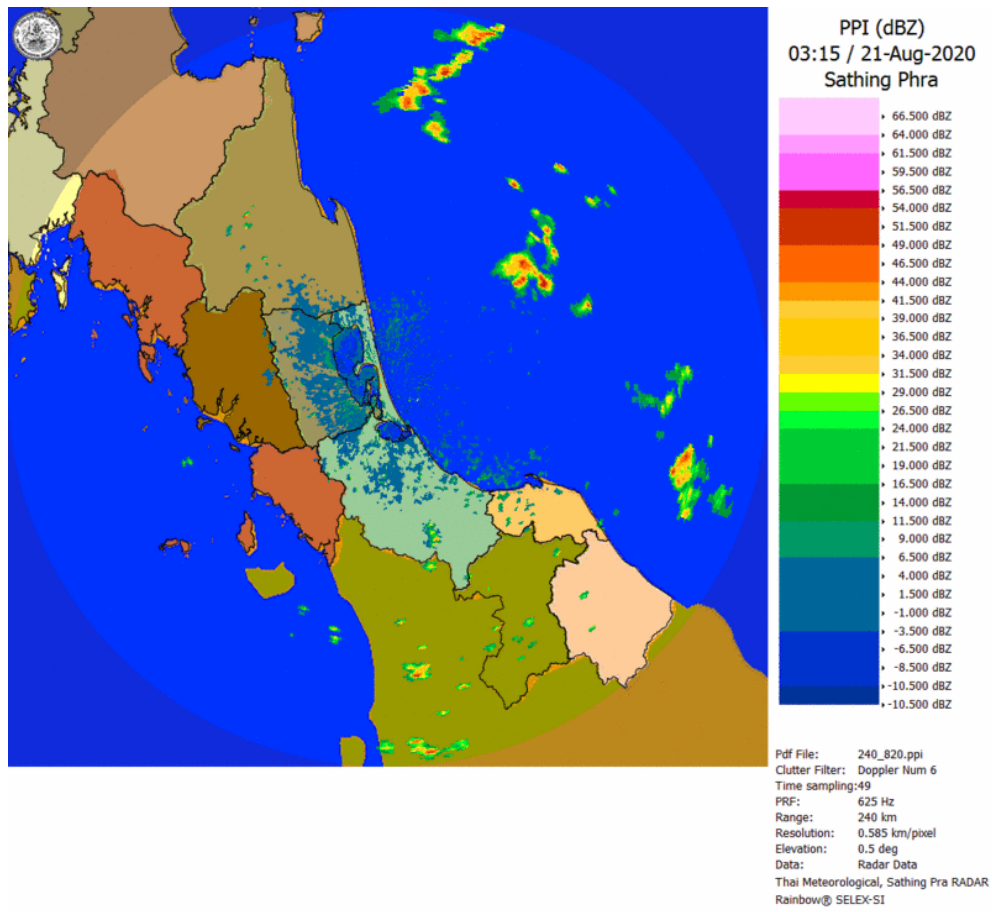 PPI (dBZ)
03:15 / 21-Aug-2020
Sathing Phra
66.500 dBZ
64.000 dBZ
61.500 dBZ
59.500 dBZ
56.500 dBZ
54.000 dBZ
51.500 dBZ
49.000 dBZ
46.500 dBZ
44.000 dBZ
41.500 dBZ
39.000 dBZ
36.500 dBZ
34.000 dBZ
31.500 dBZ
29.000 dBZ
26.500 dBZ
24.000 dBZ
21.500 dBZ
19.000 dBZ
16.500 dBZ
14.000 dBZ
11.500 dBZ
9.000 dBZ
6.500 dBZ
4.000 dBZ
1.500 dBZ
-1.000 dBZ
-3.500 dBZ
-6.500 dBZ
-8.500 dBZ
-10.500 dBZ
-10.500 dBZ
Pdf File: 240_820.ppi
Clutter Filter: Doppler Num 6
Time sampling:49
PRF: 625 Hz
Range: 240 km
Resolution: 0.585 km/pixel
Elevation: 0.5 deg
Data: Radar Data
Thai Meteorological, Sathing Pra RADAR
Rainbow® SELEX-SI